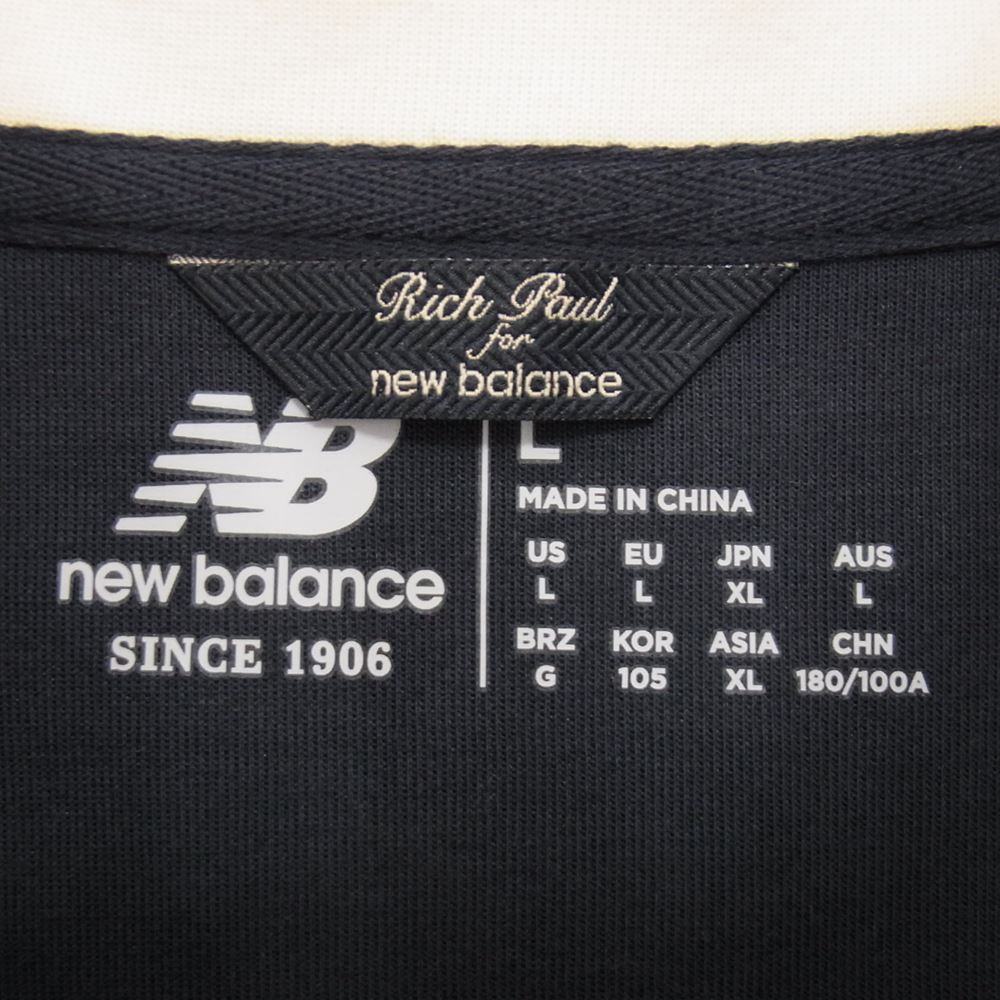 Rich Paul
for
new balance
NB
new balance
SINCE 1906
L
MADE IN CHINA
US EU JPN AUS
L L XL L
BRZ KOR ASIA CHN
G 105 XL 180/100A